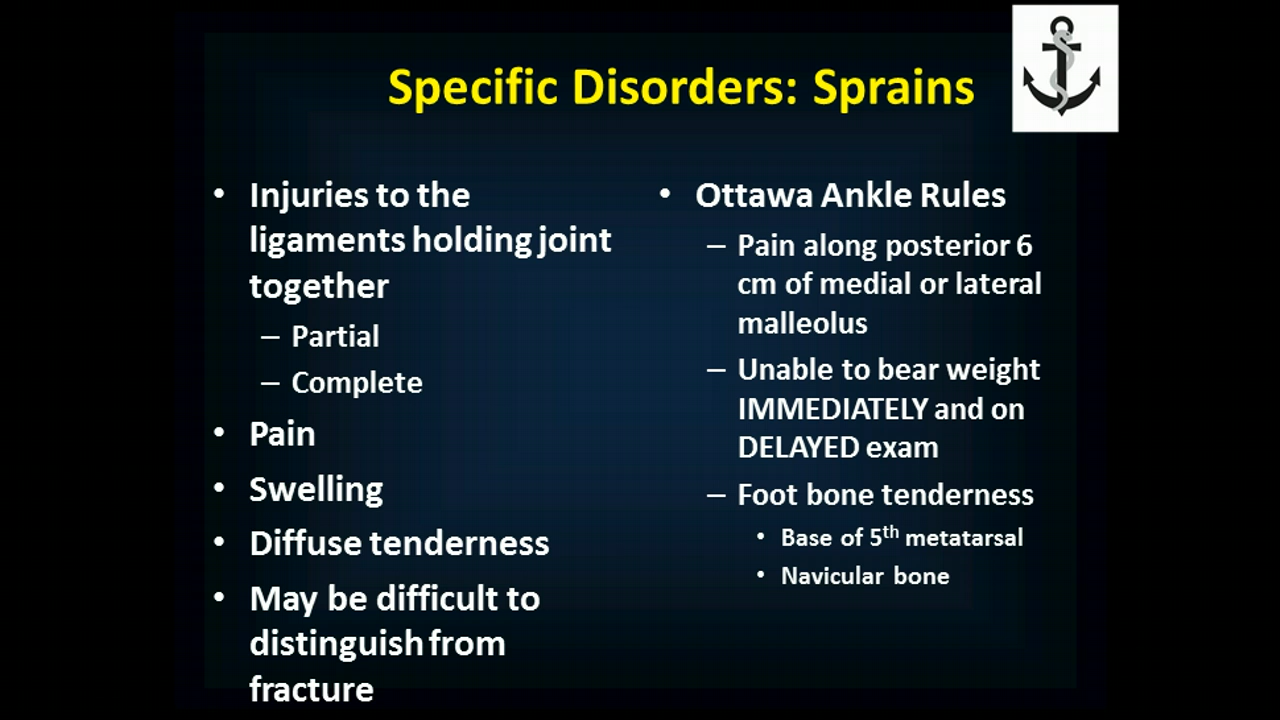 Specific Disorders: Sprains
• Injuries to the
ligaments holding joint
together
– Partial
– Complete
• Pain
• Swelling
• Diffuse tenderness
• May be difficult to
distinguish from
fracture
• Ottawa Ankle Rules
– Pain along posterior 6
cm of medial or lateral
malleolus
– Unable to bear weight
IMMEDIATELY and on
DELAYED exam
– Foot bone tenderness
• Base of 5th metatarsal
• Navicular bone